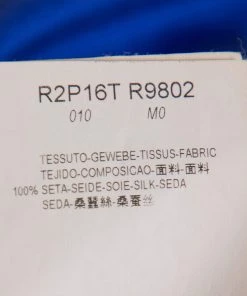 R2P16T R9802
010 M0
TESSUTO-GEWEBE-TISSUS-FABRIC
TEJIDO-COMPOSICAO-面料-面料
100% SETA-SEIDE-SOIE-SILK-SEDA
SEDA-桑蠶絲-桑蚕丝